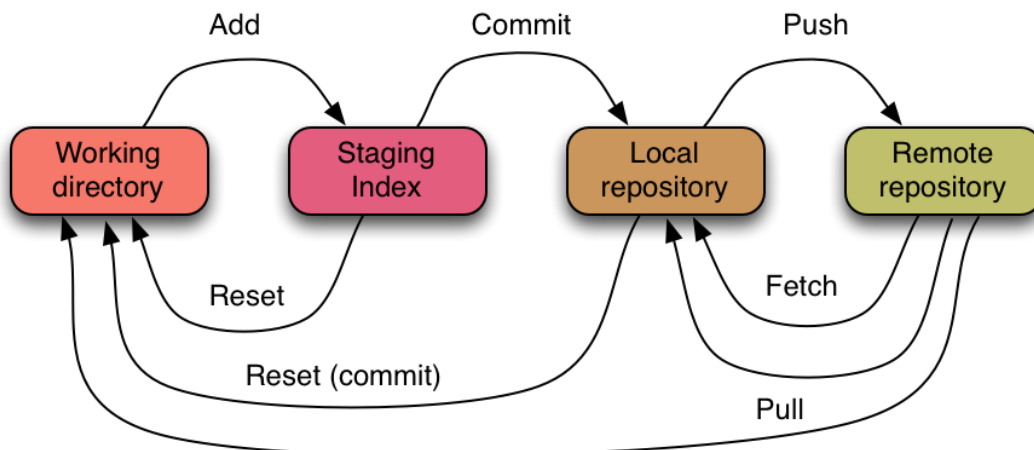 Add
Commit
Push
Working
directory
Staging
Index
Local
repository
Remote
repository
Reset
Fetch
Reset (commit)
Pull